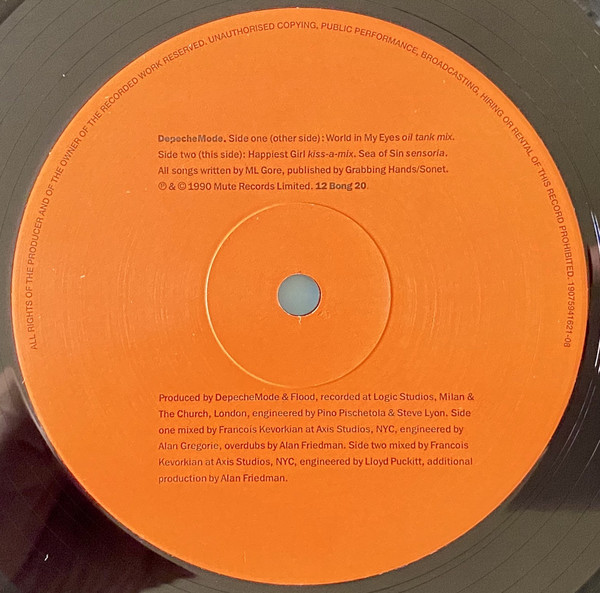 ALL RIGHTS OF THE PRODUCER AND OF THE OWNER OF THE RECORDED WORK RESERVED. UNAUTHORISED COPYING, PUBLIC PERFORMANCE, BROADCASTING, HIRING OR RENTAL OF THIS RECORD PROHIBITED. 19075941621-08
DepecheMode. Side one (other side): World in My Eyes oil tank mix.
Side two (this side): Happiest Girl kiss-a-mix. Sea of Sin sensoria.
All songs written by ML Gore, published by Grabbing Hands/Sonet.
℗ & © 1990 Mute Records Limited. 12 Bong 20.
Produced by DepecheMode & Flood, recorded at Logic Studios, Milan &
The Church, London, engineered by Pino Pischetola & Steve Lyon. Side
one mixed by Francois Kevorkian at Axis Studios, NYC, engineered by
Alan Gregorie, overdubs by Alan Friedman. Side two mixed by Francois
Kevorkian at Axis Studios, NYC, engineered by Lloyd Puckitt, additional
production by Alan Friedman.